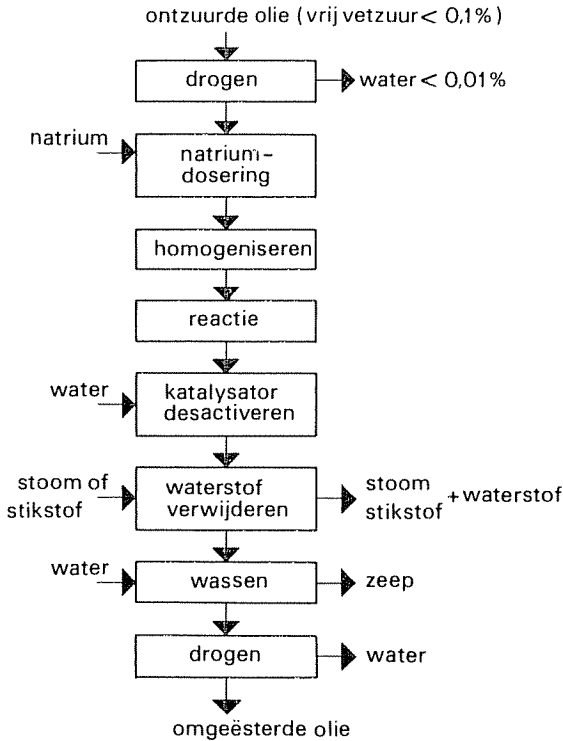 ontzuurde olie (vrij vetzuur < 0,1%)
drogen
water < 0,01%
natrium
natrium-
dosering
homogeniseren
reactie
water
katalysator
desactiveren
stoom of
stikstof
waterstof
verwijderen
stoom
stikstof
+ waterstof
water
wassen
zeep
drogen
water
omgeësterde olie